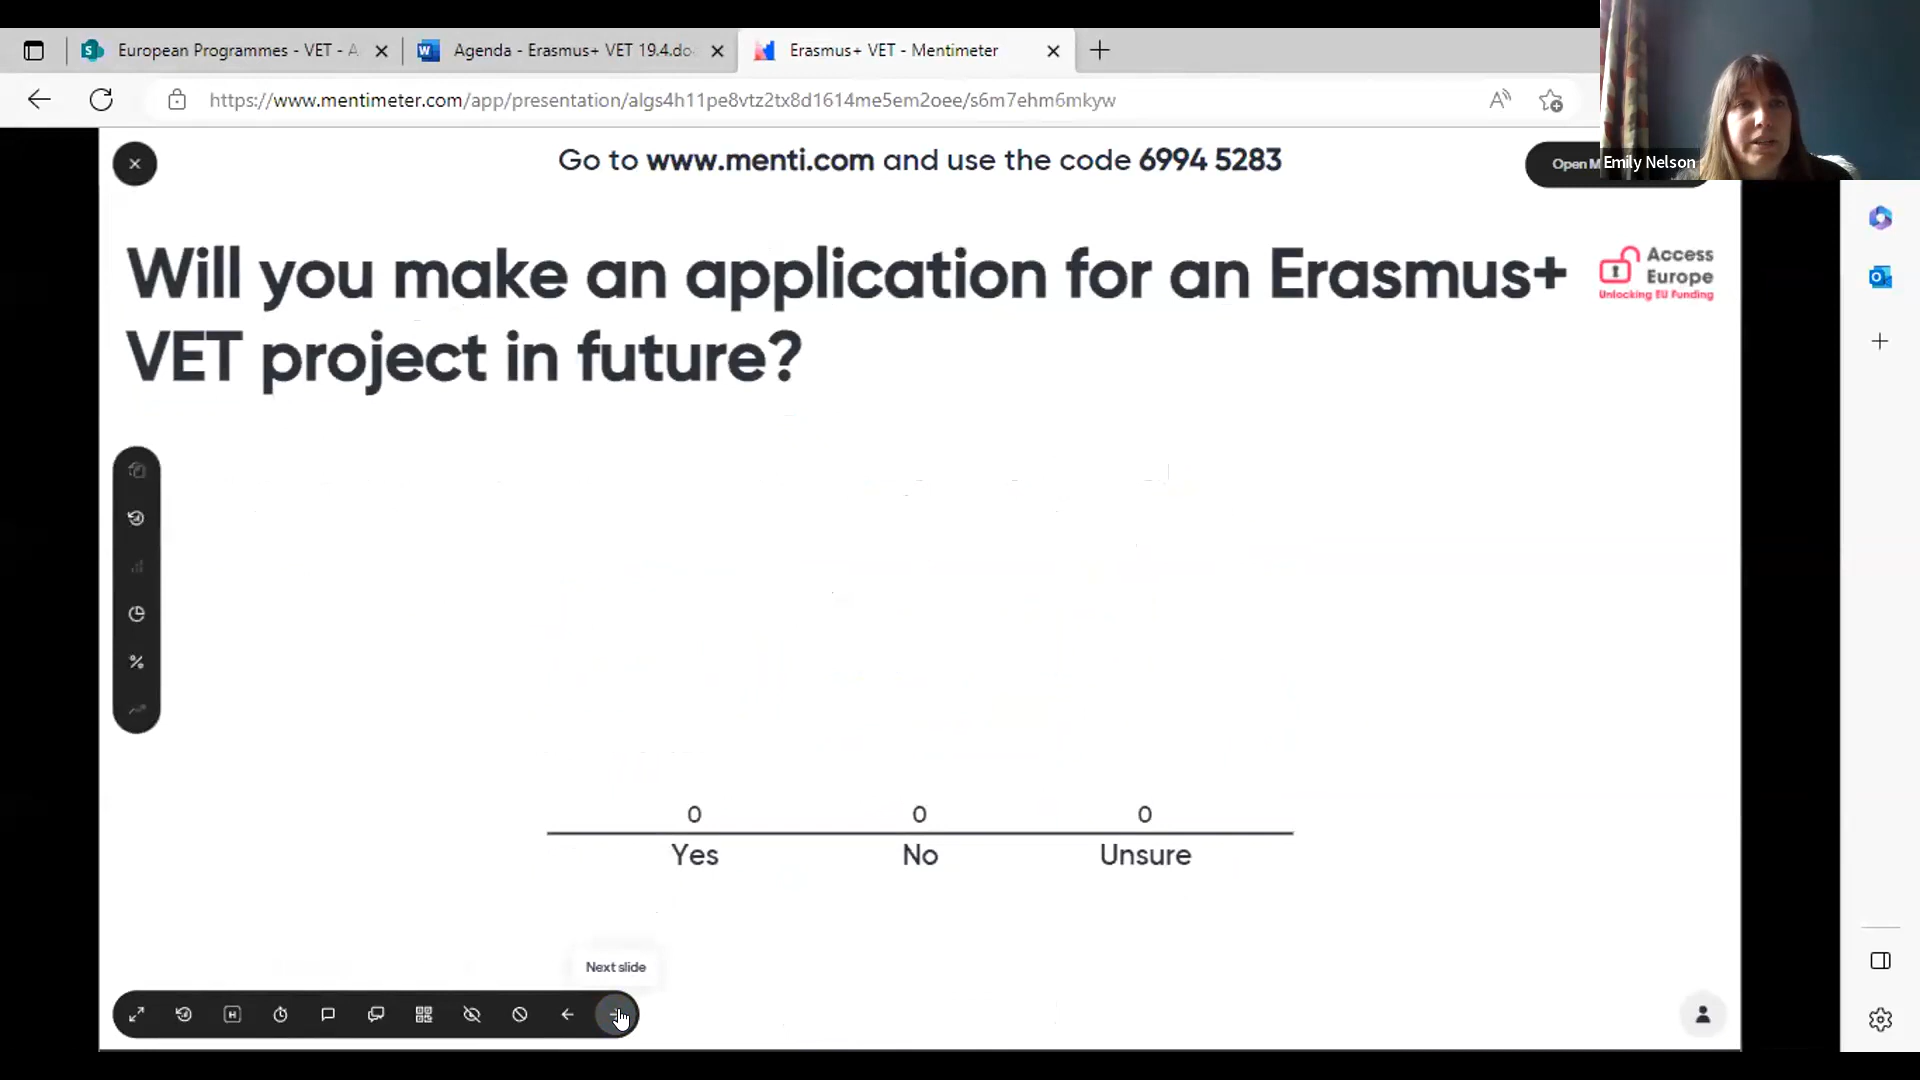 European Programmes - VET - A
Agenda - Erasmus+ VET 19.4.do
Erasmus+ VET - Mentimeter
https://www.mentimeter.com/app/presentation/algs4h11pe8vtz2tx8d1614me5em2oee/s6m7ehm6mkyw
Go to www.menti.com and use the code 6994 5283
Open M
Emily Nelson
Will you make an application for an Erasmus+
VET project in future?
Access
Europe
Unlocking EU Funding
0 0 0
Yes No Unsure
Next slide